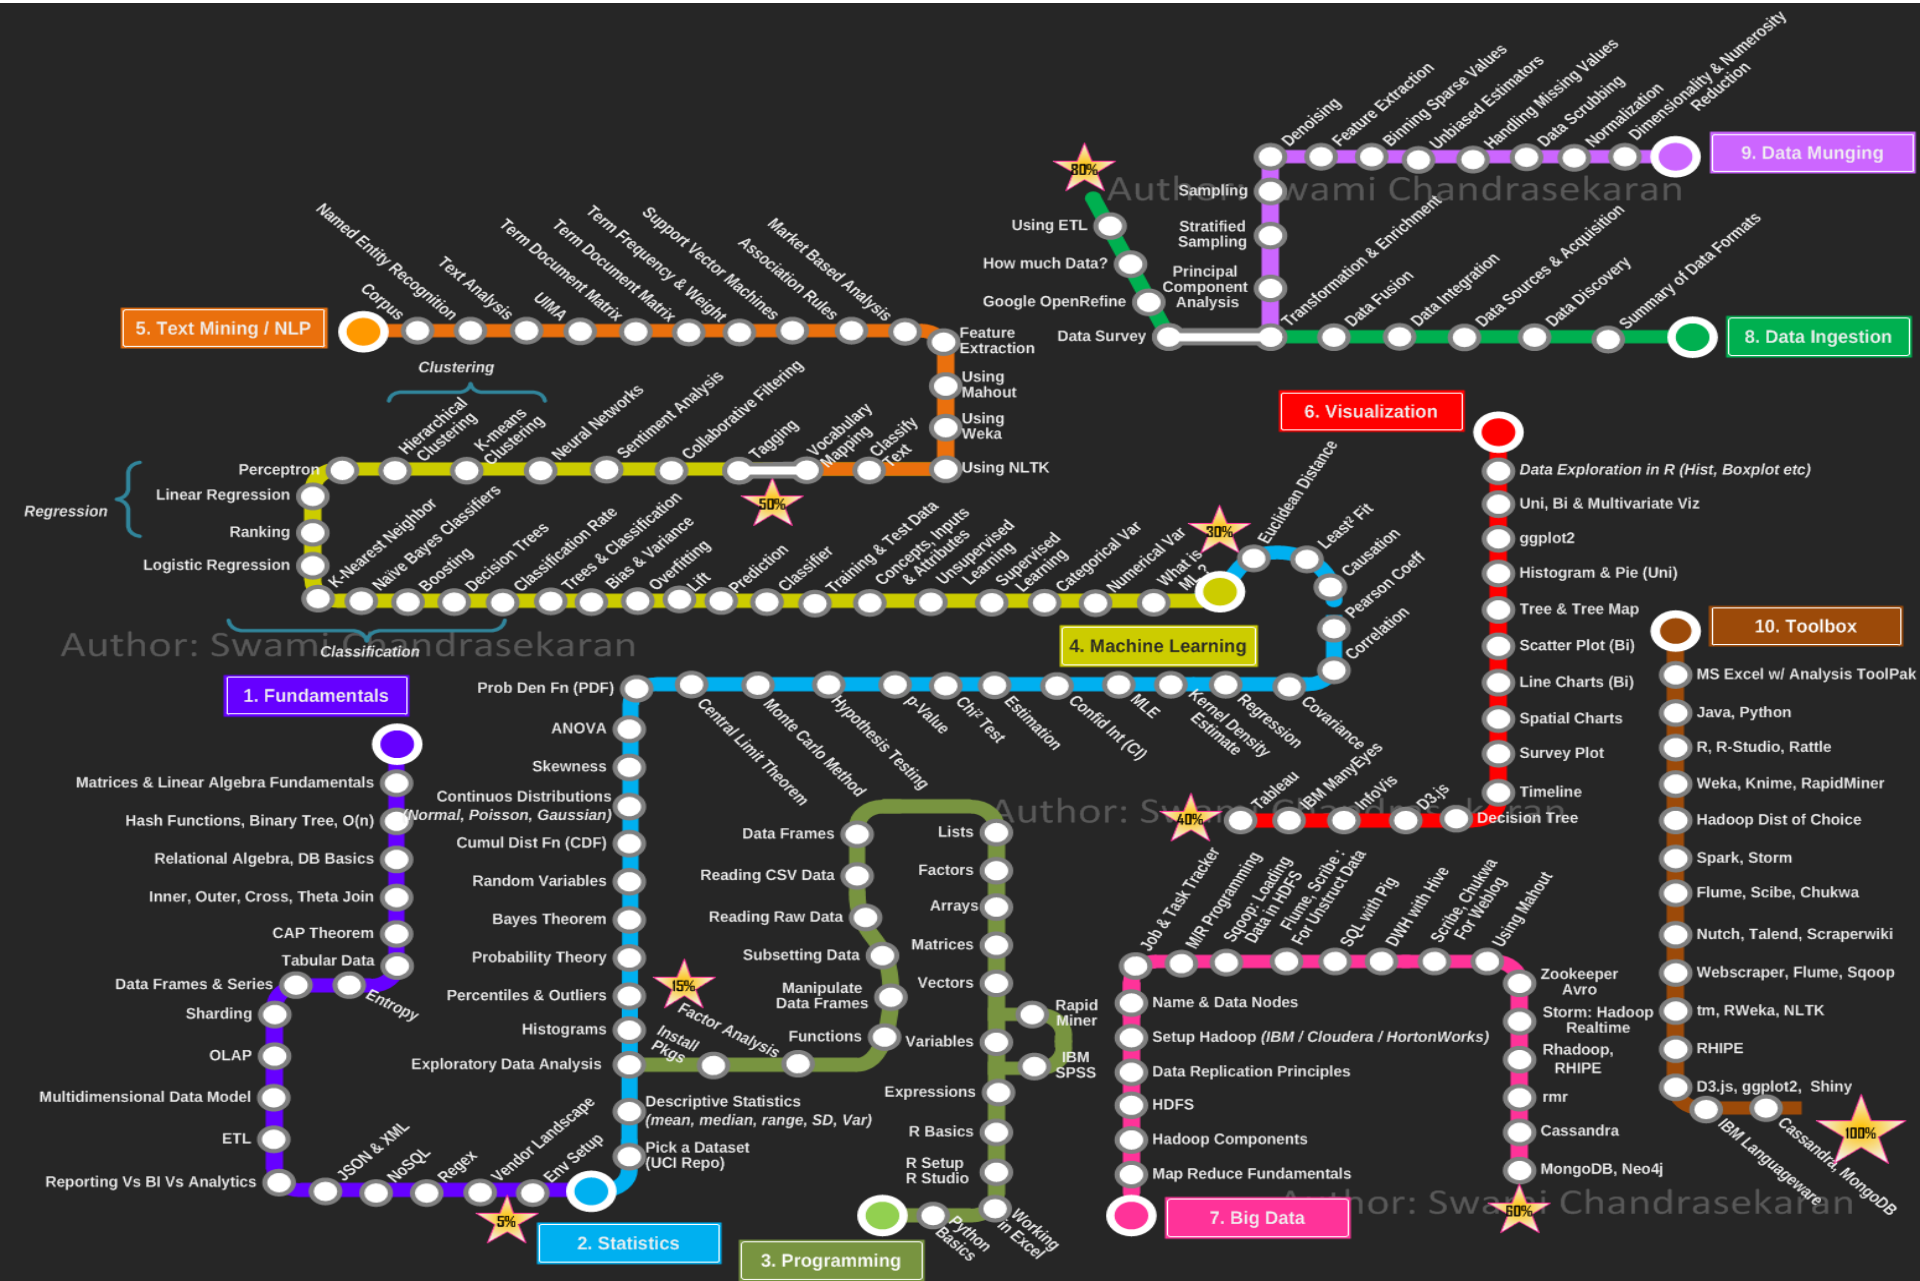 Author: Swami Chandrasekaran
9. Data Munging
Denoising
Feature Extraction
Binning Sparse Values
Unbiased Estimators
Handling Missing Values
Data Scrubbing
Normalization
Dimensionality & Numerosity
Reduction
Sampling
Stratified
Sampling
Principal
Component
Analysis
80%
Using ETL
How much Data?
Google OpenRefine
Data Survey
Transformation & Enrichment
Data Fusion
Data Integration
Data Sources & Acquisition
Data Discovery
Summary of Data Formats
8. Data Ingestion
5. Text Mining / NLP
Corpus
Named Entity Recognition
Text Analysis
UIMA
Term Document Matrix
Term Document Matrix
Term Frequency & Weight
Support Vector Machines
Association Rules
Market Based Analysis
Feature
Extraction
Using
Mahout
Using
Weka
Using NLTK
Classify
Text
Vocabulary
Mapping
50%
Tagging
Collaborative Filtering
Sentiment Analysis
Neural Networks
K-means
Clustering
Hierarchical
Clustering
Clustering
Perceptron
Linear Regression
Ranking
Logistic Regression
Regression
K-Nearest Neighbor
Naïve Bayes Classifiers
Boosting
Decision Trees
Classification Rate
Trees & Classification
Bias & Variance
Overfitting
Lift
Prediction
Classifier
Training & Test Data
Concepts, Inputs
& Attributes
Unsupervised
Learning
Supervised
Learning
Categorical Var
Numerical Var
What is
ML?
30%
Classification
Author: Swami Chandrasekaran
4. Machine Learning
Euclidean Distance
Least² Fit
Causation
Pearson Coeff
Correlation
Covariance
Regression
Kernel Density
Estimate
MLE
Confid Int (CI)
Estimation
Chi² Test
p-Value
Hypothesis Testing
Monte Carlo Method
Central Limit Theorem
Prob Den Fn (PDF)
ANOVA
Skewness
Continuos Distributions
(Normal, Poisson, Gaussian)
Cumul Dist Fn (CDF)
Random Variables
Bayes Theorem
Probability Theory
Percentiles & Outliers
Histograms
Exploratory Data Analysis
Descriptive Statistics
(mean, median, range, SD, Var)
Pick a Dataset
(UCI Repo)
2. Statistics
1. Fundamentals
Matrices & Linear Algebra Fundamentals
Hash Functions, Binary Tree, O(n)
Relational Algebra, DB Basics
Inner, Outer, Cross, Theta Join
CAP Theorem
Tabular Data
Entropy
Data Frames & Series
Sharding
OLAP
Multidimensional Data Model
ETL
Reporting Vs BI Vs Analytics
JSON & XML
NoSQL
Regex
Vendor Landscape
Env Setup
5%
15%
Install
Pkgs
Factor Analysis
Functions
Manipulate
Data Frames
Subsetting Data
Reading Raw Data
Reading CSV Data
Data Frames
Lists
Factors
Arrays
Matrices
Vectors
Variables
Rapid
Miner
IBM
SPSS
Expressions
R Basics
R Setup
R Studio
Working
in Excel
Python
Basics
3. Programming
6. Visualization
Data Exploration in R (Hist, Boxplot etc)
Uni, Bi & Multivariate Viz
ggplot2
Histogram & Pie (Uni)
Tree & Tree Map
Scatter Plot (Bi)
Line Charts (Bi)
Spatial Charts
Survey Plot
Timeline
Decision Tree
D3.js
InfoVis
IBM ManyEyes
Tableau
40%
Author: Swami Chandrasekaran
7. Big Data
Map Reduce Fundamentals
Hadoop Components
HDFS
Data Replication Principles
Setup Hadoop (IBM / Cloudera / HortonWorks)
Name & Data Nodes
Job & Task Tracker
M/R Programming
Sqoop: Loading
Data in HDFS
Flume, Scribe :
For Unstruct Data
SQL with Pig
DWH with Hive
Scribe, Chukwa
For Weblog
Using Mahout
Zookeeper
Avro
Storm: Hadoop
Realtime
Rhadoop,
RHIPE
rmr
Cassandra
MongoDB, Neo4j
60%
Author: Swami Chandrasekaran
10. Toolbox
MS Excel w/ Analysis ToolPak
Java, Python
R, R-Studio, Rattle
Weka, Knime, RapidMiner
Hadoop Dist of Choice
Spark, Storm
Flume, Scibe, Chukwa
Nutch, Talend, Scraperwiki
Webscraper, Flume, Sqoop
tm, RWeka, NLTK
RHIPE
D3.js, ggplot2, Shiny
IBM Languageware
Cassandra, MongoDB
100%